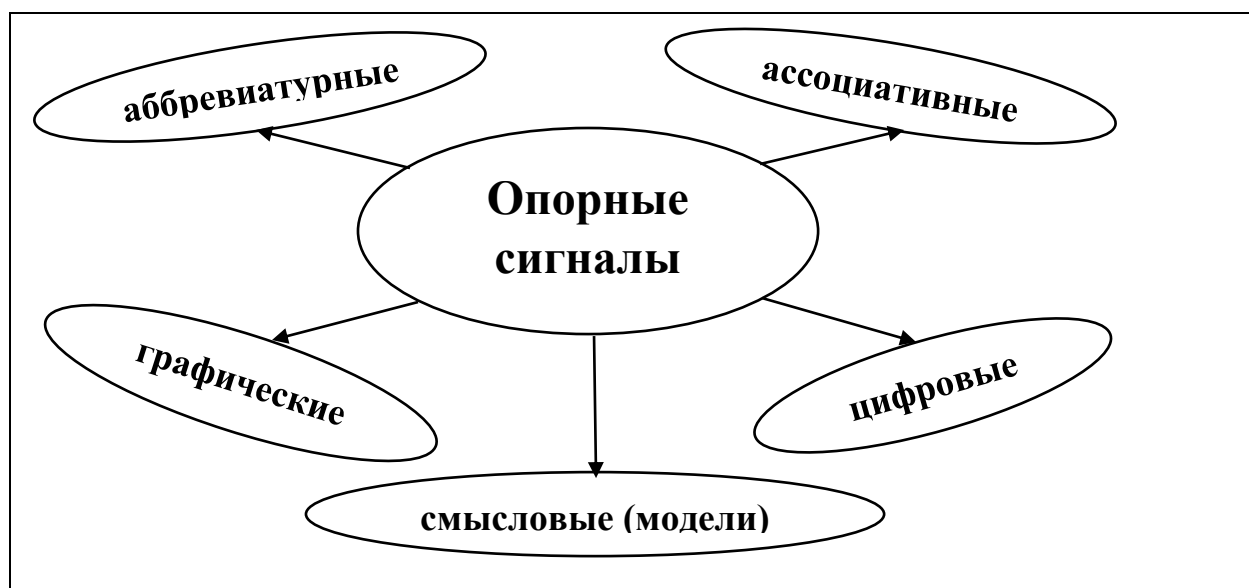 аббревиатурные
ассоциативные
Опорные
сигналы
графические
цифровые
смысловые (модели)